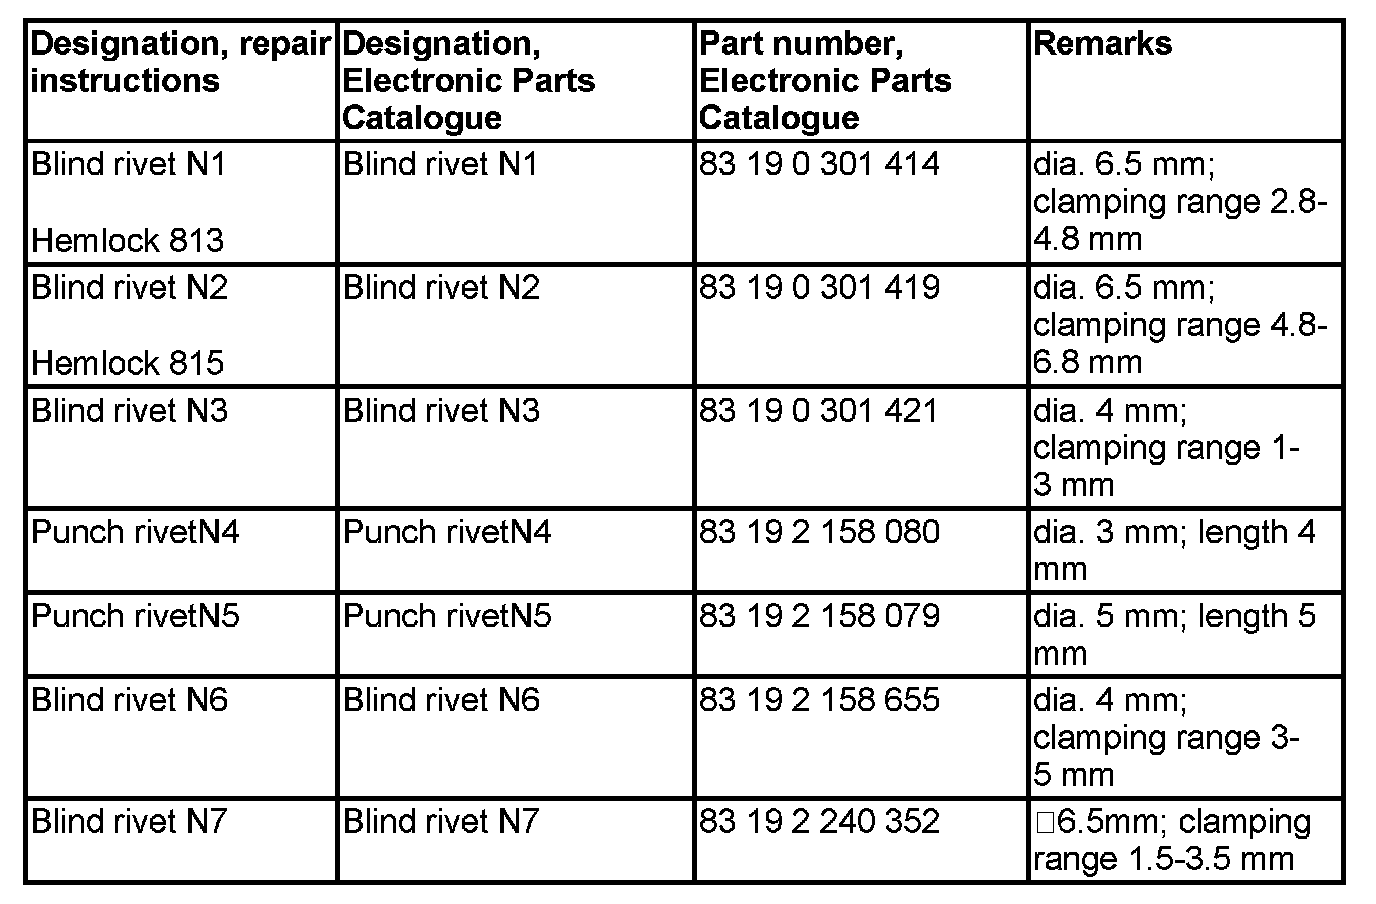 Designation, repair
instructions
Designation,
Electronic Parts
Catalogue
Part number,
Electronic Parts
Catalogue
Remarks
Blind rivet N1
Hemlock 813
Blind rivet N1
83 19 0 301 414
dia. 6.5 mm;
clamping range 2.8-
4.8 mm
Blind rivet N2
Hemlock 815
Blind rivet N2
83 19 0 301 419
dia. 6.5 mm;
clamping range 4.8-
6.8 mm
Blind rivet N3
Blind rivet N3
83 19 0 301 421
dia. 4 mm;
clamping range 1-
3 mm
Punch rivetN4
Punch rivetN4
83 19 2 158 080
dia. 3 mm; length 4
mm
Punch rivetN5
Punch rivetN5
83 19 2 158 079
dia. 5 mm; length 5
mm
Blind rivet N6
Blind rivet N6
83 19 2 158 655
dia. 4 mm;
clamping range 3-
5 mm
Blind rivet N7
Blind rivet N7
83 19 2 240 352
□6.5mm; clamping
range 1.5-3.5 mm